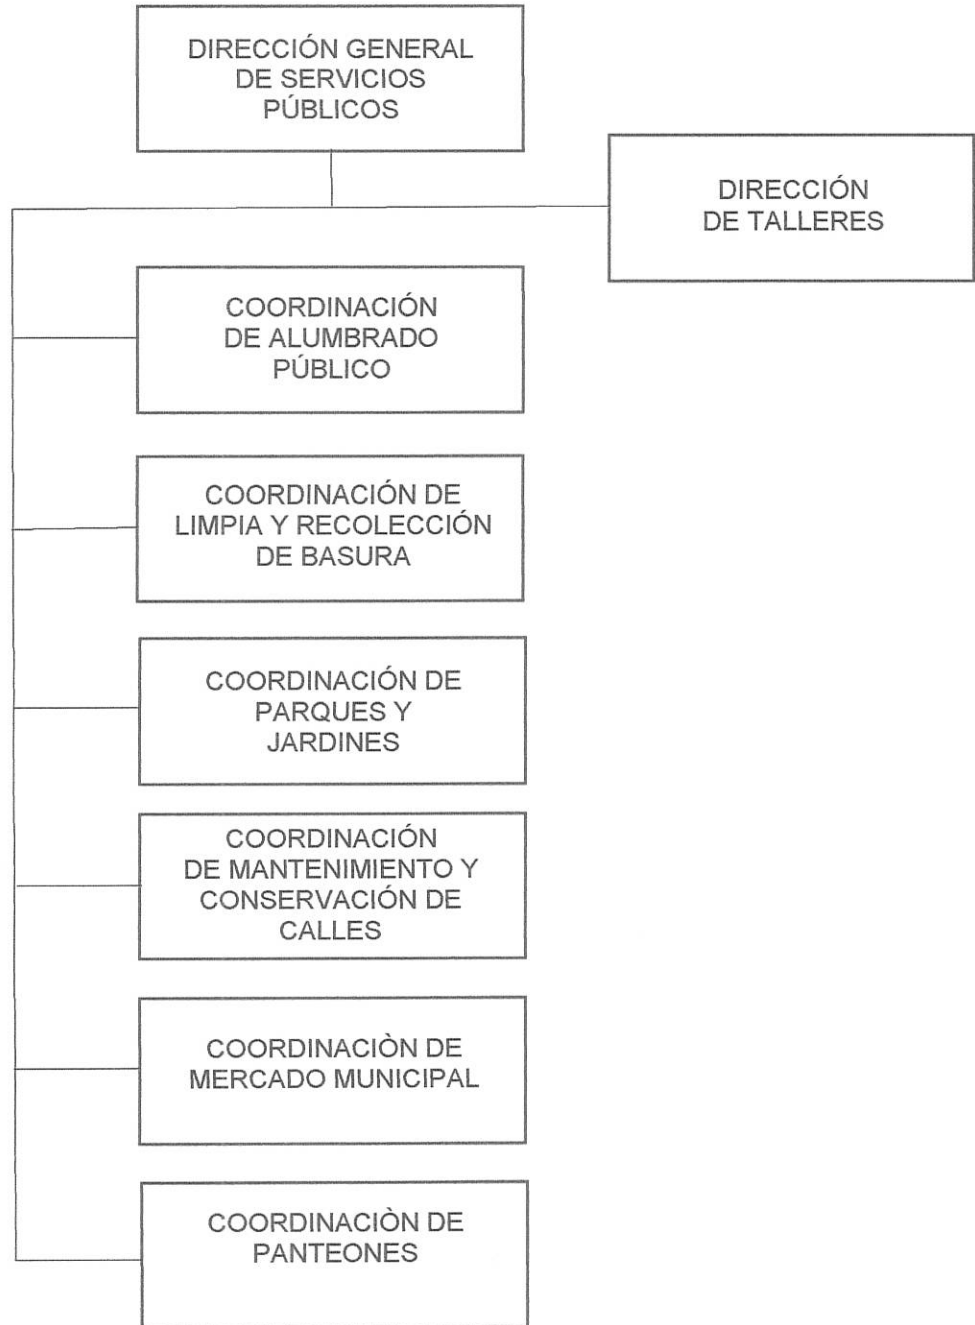 DIRECCIÓN GENERAL
DE SERVICIOS
PÚBLICOS
DIRECCIÓN
DE TALLERES
COORDINACIÓN
DE ALUMBRADO
PÚBLICO
COORDINACIÓN DE
LIMPIA Y RECOLECCIÓN
DE BASURA
COORDINACIÓN DE
PARQUES Y
JARDINES
COORDINACIÓN
DE MANTENIMIENTO Y
CONSERVACIÓN DE
CALLES
COORDINACIÒN DE
MERCADO MUNICIPAL
COORDINACIÒN DE
PANTEONES